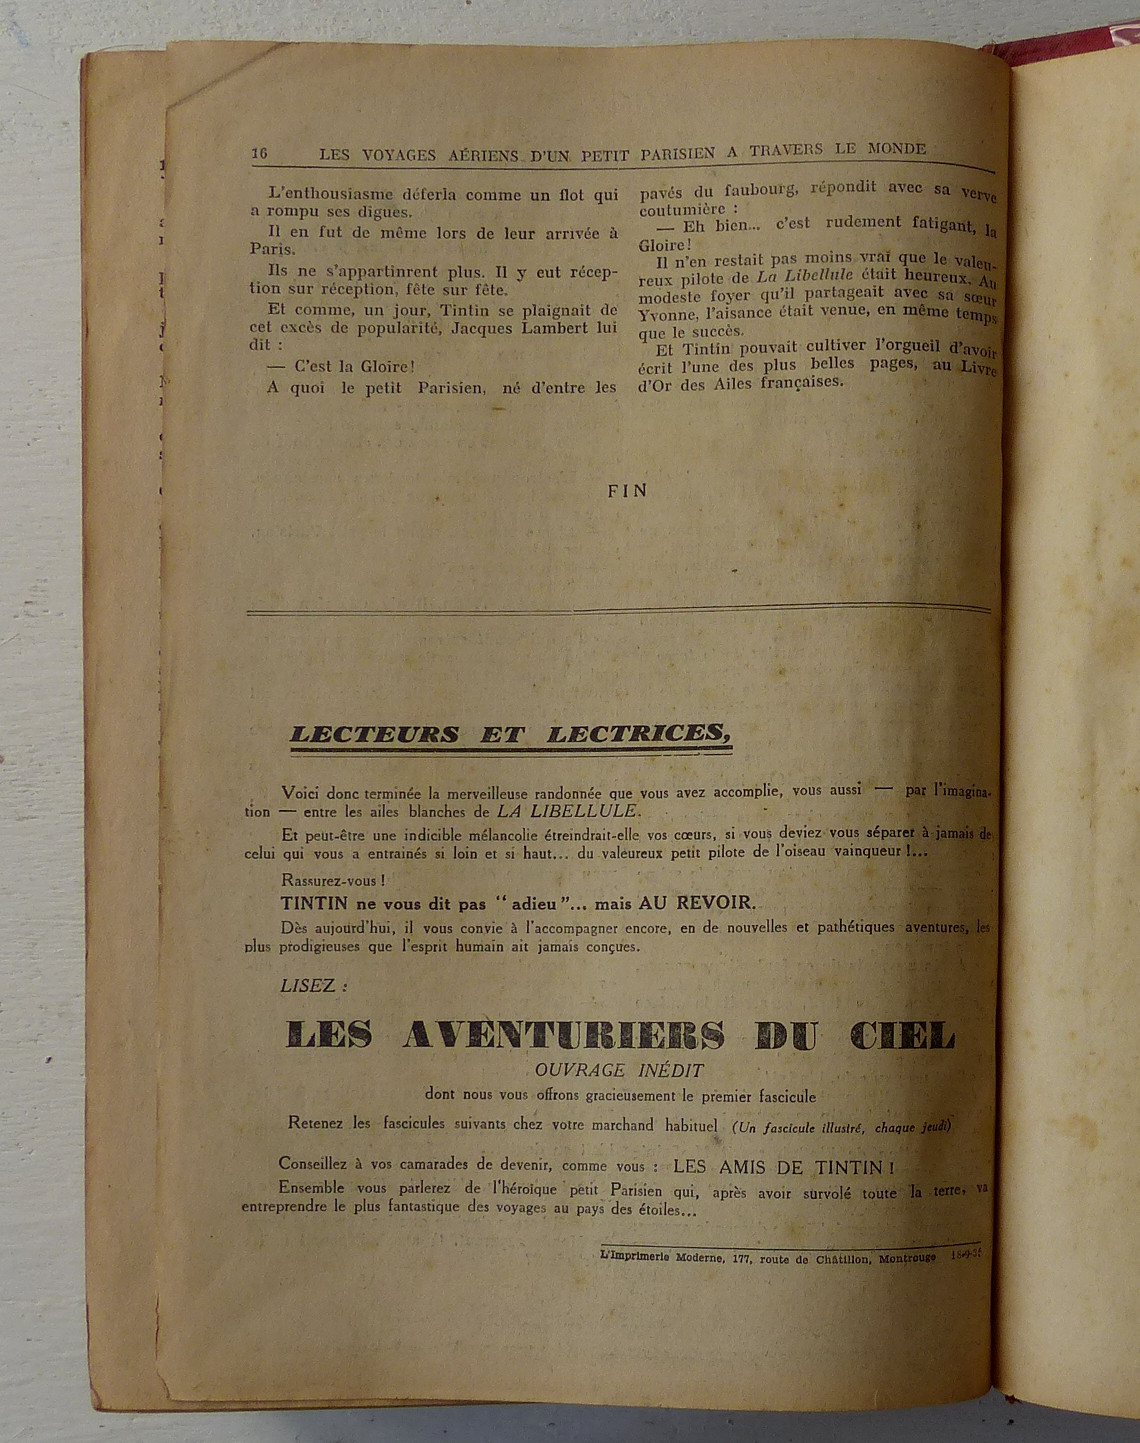 16 LES VOYAGES AÉRIENS D'UN PETIT PARISIEN A TRAVERS LE MONDE
L'enthousiasme déferla comme un flot qui
a rompu ses digues.
Il en fut de même lors de leur arrivée à
Paris.
Ils ne s'appartinrent plus. Il y eut récep-
tion sur réception, fête sur fête.
Et comme, un jour, Tintin se plaignait de
cet excès de popularité, Jacques Lambert lui
dit :
— C'est la Gloire!
A quoi le petit Parisien, né d'entre les
pavés du faubourg, répondit avec sa verve
coutumière :
— Eh bien... c'est rudement fatigant, la
Gloire!
Il n'en restait pas moins vrai que le valeu-
reux pilote de La Libellule était heureux. Au
modeste foyer qu'il partageait avec sa sœur
Yvonne, l'aisance était venue, en même temps
que le succès.
Et Tintin pouvait cultiver l'orgueil d'avoir
écrit l'une des plus belles pages, au Livre
d'Or des Ailes françaises.
FIN
LECTEURS ET LECTRICES,
Voici donc terminée la merveilleuse randonnée que vous avez accomplie, vous aussi — par l'imagina-
tion — entre les ailes blanches de LA LIBELLULE.
Et peut-être une indicible mélancolie étreindrait-elle vos cœurs, si vous deviez vous séparer à jamais de
celui qui vous a entrainés si loin et si haut... du valeureux petit pilote de l'oiseau vainqueur !...
Rassurez-vous !
TINTIN ne vous dit pas " adieu "... mais AU REVOIR.
Dès aujourd'hui, il vous convie à l'accompagner encore, en de nouvelles et pathétiques aventures, les
plus prodigieuses que l'esprit humain ait jamais conçues.
LISEZ :
LES AVENTURIERS DU CIEL
OUVRAGE INÉDIT
dont nous vous offrons gracieusement le premier fascicule
Retenez les fascicules suivants chez votre marchand habituel (Un fascicule illustré, chaque jeudi)
Conseillez à vos camarades de devenir, comme vous : LES AMIS DE TINTIN !
Ensemble vous parlerez de l'héroïque petit Parisien qui, après avoir survolé toute la terre, va
entreprendre le plus fantastique des voyages au pays des étoiles...
L'Imprimerie Moderne, 177, route de Châtillon, Montrouge